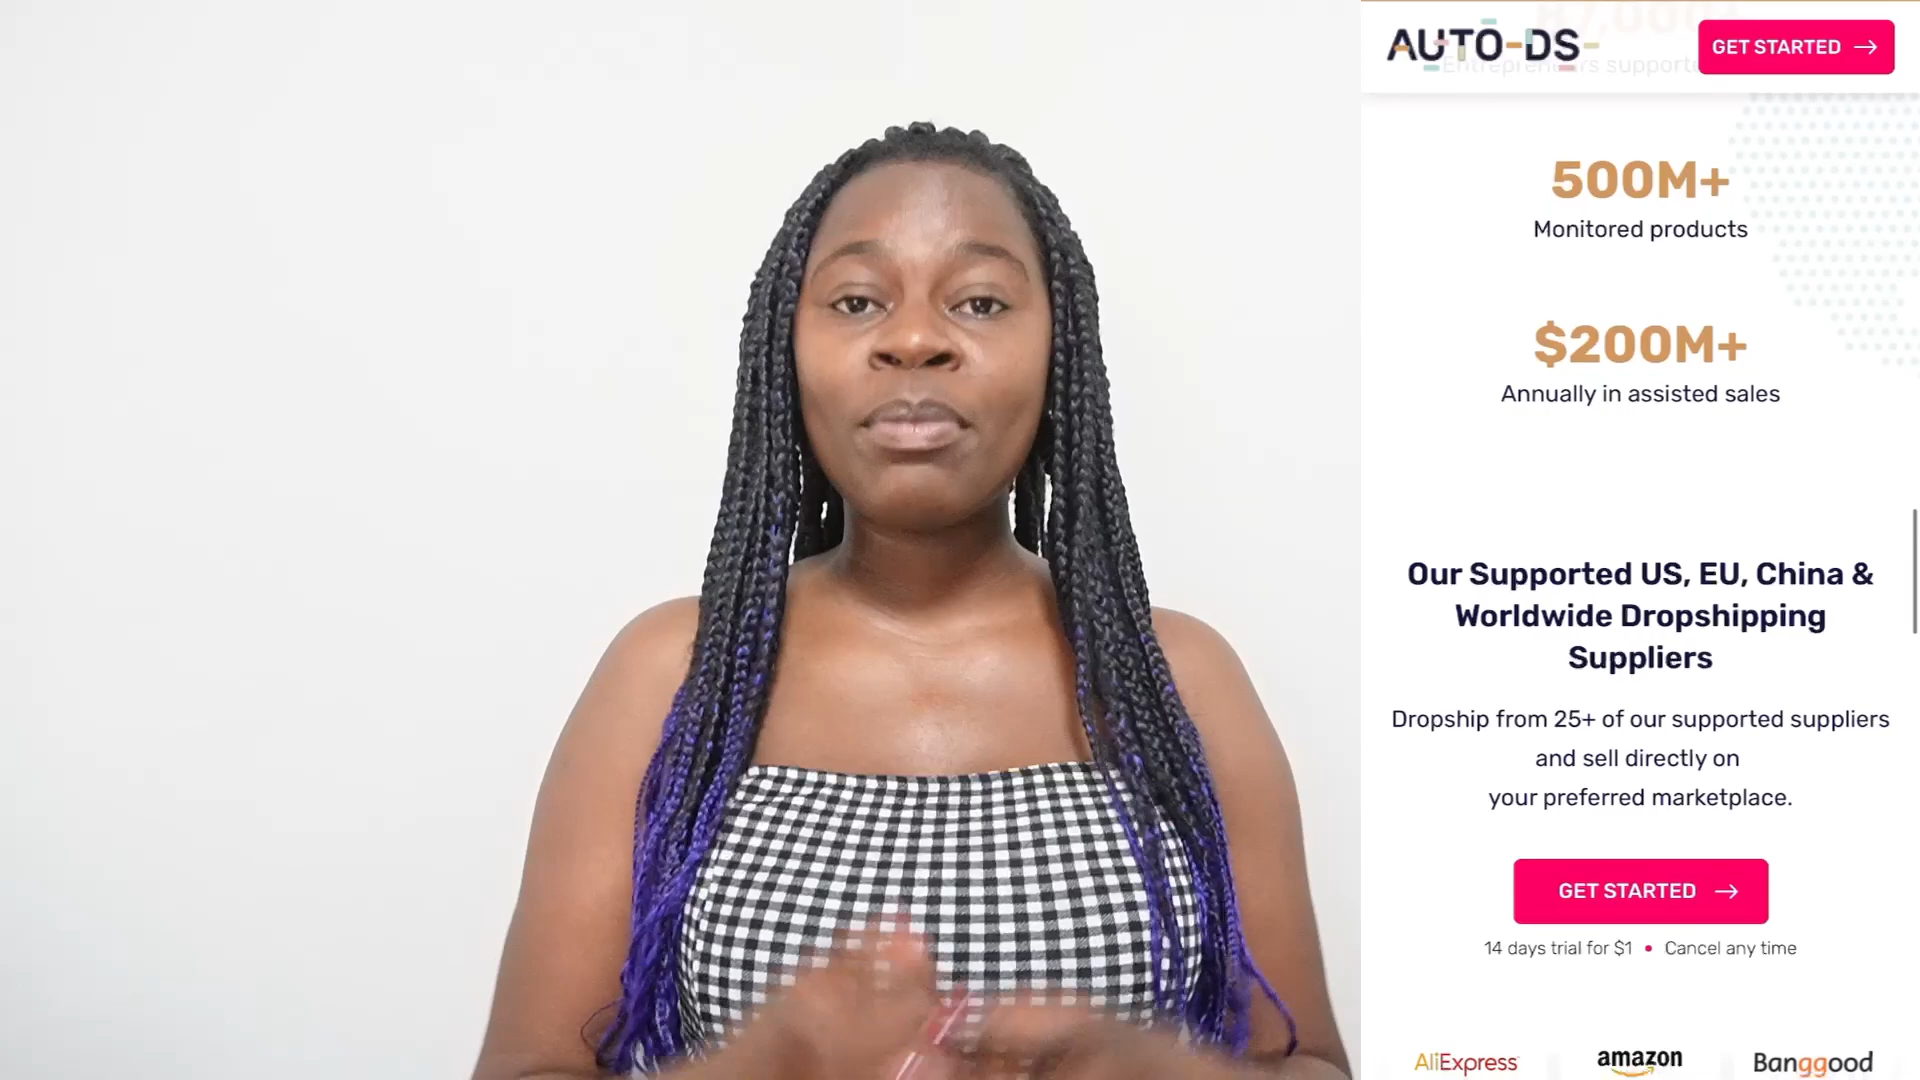 AUTO-DS
GET STARTED
Entrepreneurs supported
500M+
Monitored products
$200M+
Annually in assisted sales
Our Supported US, EU, China &
Worldwide Dropshipping
Suppliers
Dropship from 25+ of our supported suppliers
and sell directly on
your preferred marketplace.
GET STARTED
14 days trial for $1 • Cancel any time
AliExpress
amazon
Banggood